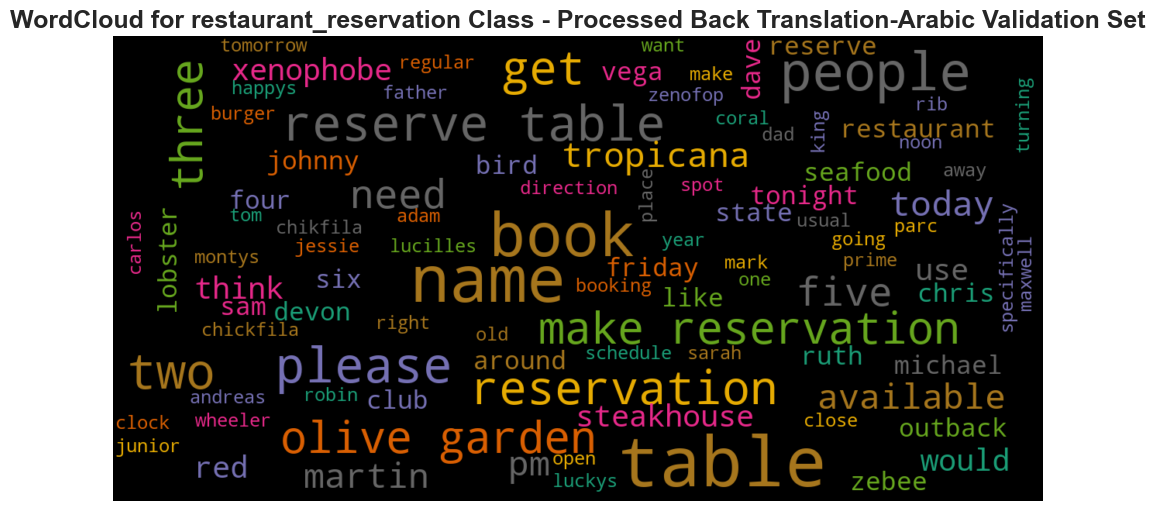 WordCloud for restaurant_reservation Class - Processed Back Translation-Arabic Validation Set
tomorrow want reserve
xenophobe regular get vega make dave people
happys father zenofop rib turning
three burger reserve table coral dad king restaurant noon
johnny bird tropicana seafood away
four need direction place spot tonight today
tom chikfila adam book state usual parc
carlos lobster montys jessie lucilles year going specifically maxwell
think six name friday mark prime use
sam devon booking like one five chris
chickfila right old make reservation
two please around schedule sarah ruth michael
andreas robin club reservation available
clock wheeler steakhouse close outback
junior olive garden open would
red martin pm luckys table zebee